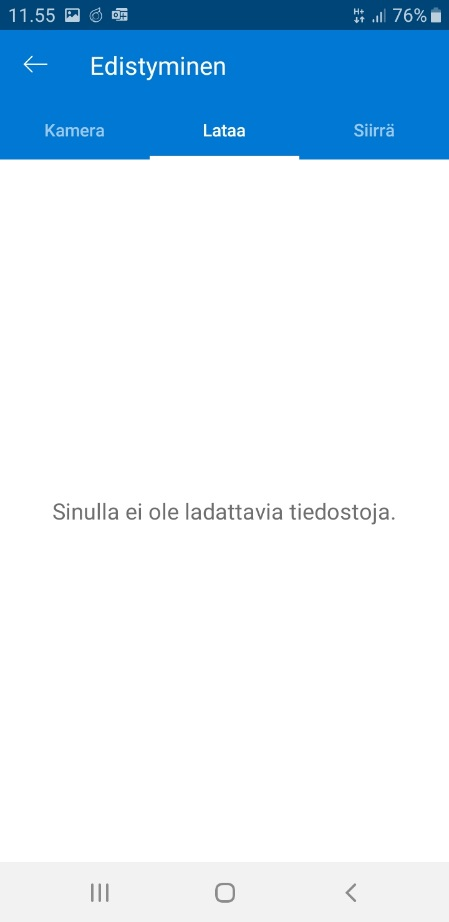 11.55 H+ 76%
Edistyminen
Kamera Lataa Siirrä
Sinulla ei ole ladattavia tiedostoja.